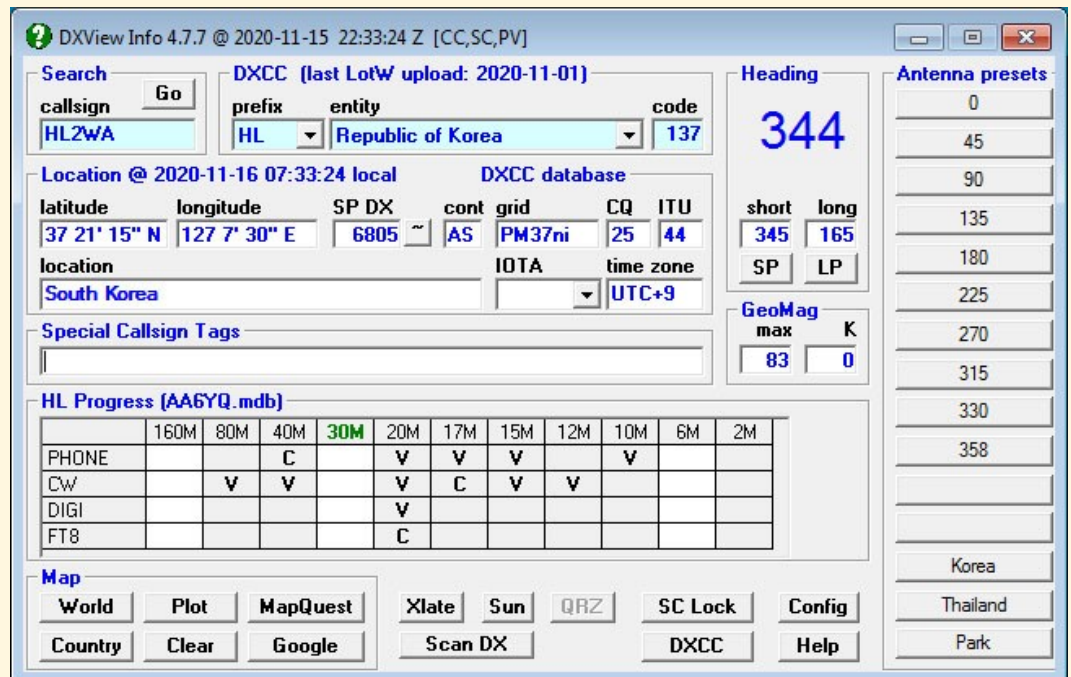 DXView Info 4.7.7 @ 2020-11-15 22:33:24 Z [CC,SC,PV]
Search
callsign Go
HL2WA
DXCC (last LotW upload: 2020-11-01)
prefix entity code
HL Republic of Korea 137
Heading
344
short long
345 165
SP LP
Location @ 2020-11-16 07:33:24 local DXCC database
latitude longitude SP DX cont grid CQ ITU
37 21' 15" N 127 7' 30" E 6805 ~ AS PM37ni 25 44
location IOTA time zone
South Korea UTC+9
GeoMag
max K
83 0
Special Callsign Tags
HL Progress (AA6YQ.mdb)
160M 80M 40M 30M 20M 17M 15M 12M 10M 6M 2M
PHONE C V V V V
CW V V V C V V
DIGI V
FT8 C
Map
World Plot MapQuest Xlate Sun QRZ SC Lock Config
Country Clear Google Scan DX DXCC Help
Antenna presets
0
45
90
135
180
225
270
315
330
358
Korea
Thailand
Park